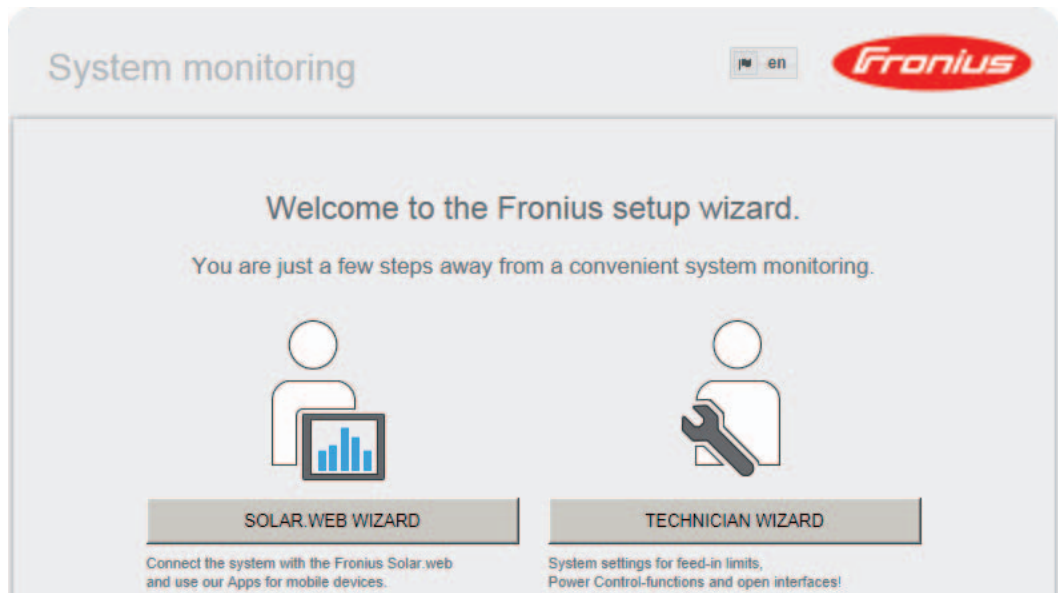 System monitoring
en
Fronius
Welcome to the Fronius setup wizard.
You are just a few steps away from a convenient system monitoring.
SOLAR.WEB WIZARD
TECHNICIAN WIZARD
Connect the system with the Fronius Solar.web
and use our Apps for mobile devices.
System settings for feed-in limits,
Power Control-functions and open interfaces!